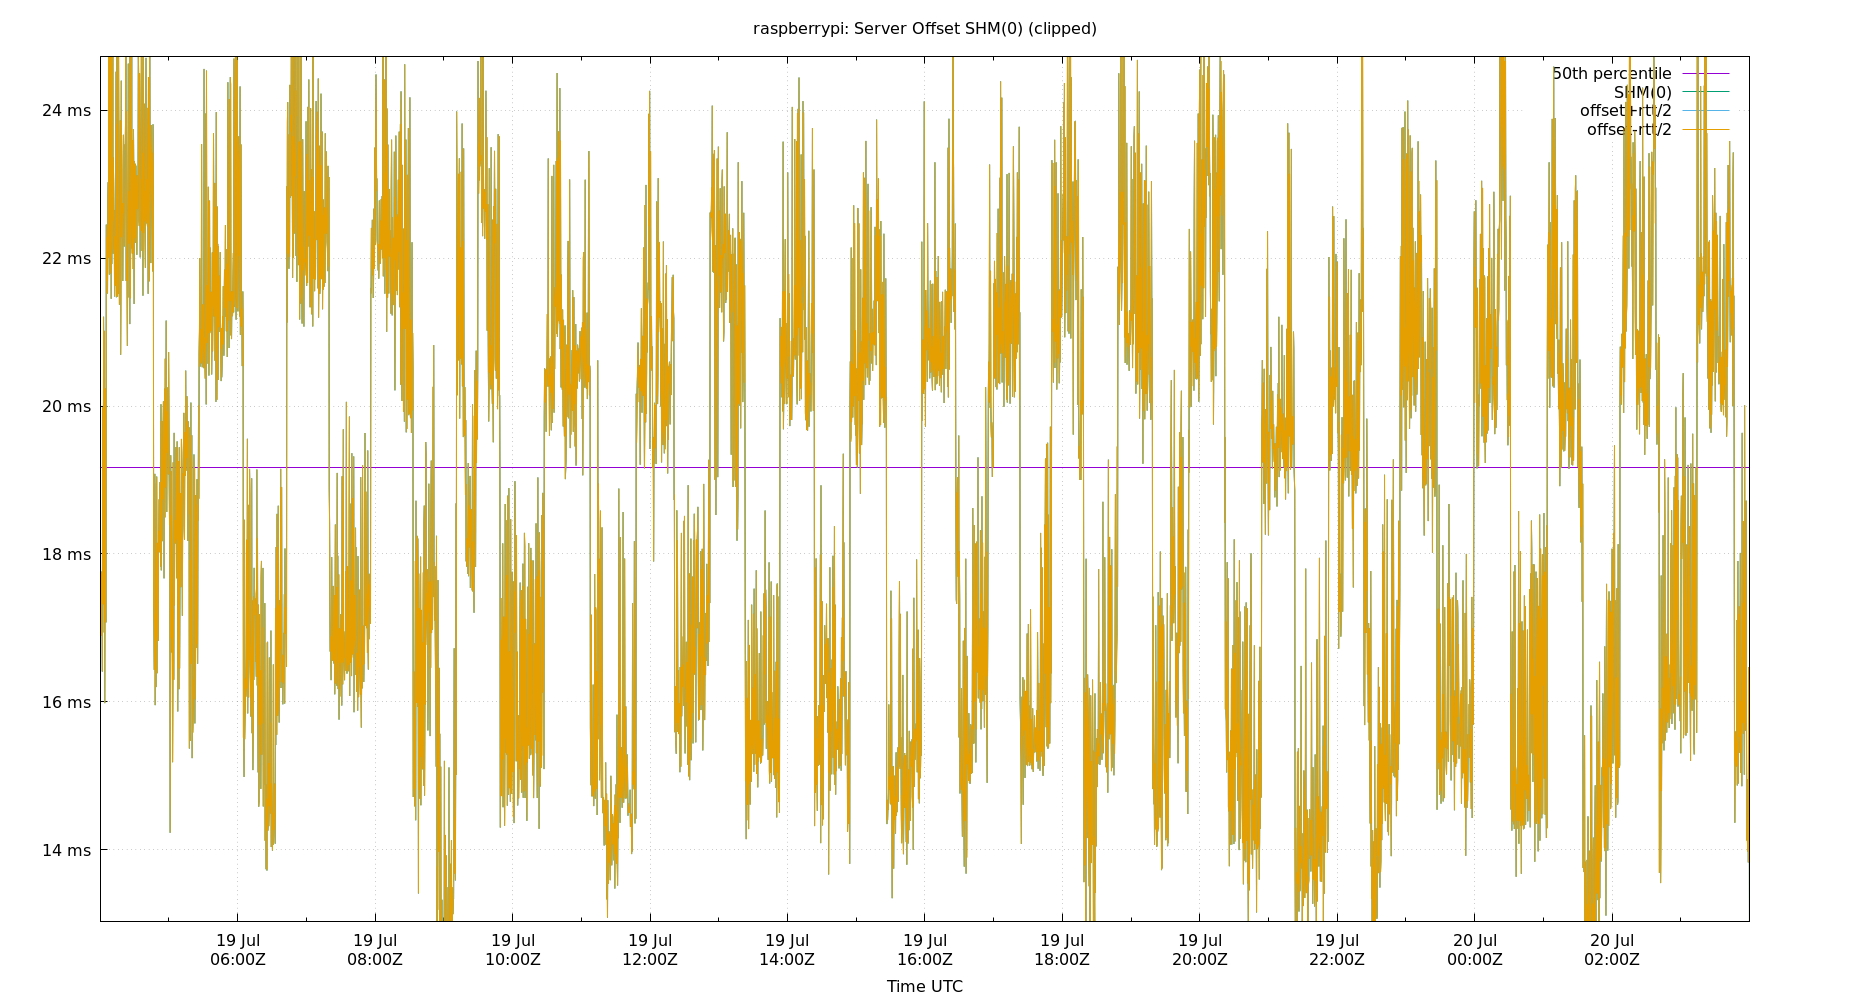 raspberrypi: Server Offset SHM(0) (clipped)
50th percentile
SHM(0)
offset+rtt/2
offset-rtt/2
24 ms
22 ms
20 ms
18 ms
16 ms
14 ms
19 Jul 19 Jul 19 Jul 19 Jul 19 Jul 19 Jul 19 Jul 19 Jul 19 Jul 20 Jul 20 Jul
06:00Z 08:00Z 10:00Z 12:00Z 14:00Z 16:00Z 18:00Z 20:00Z 22:00Z 00:00Z 02:00Z
Time UTC